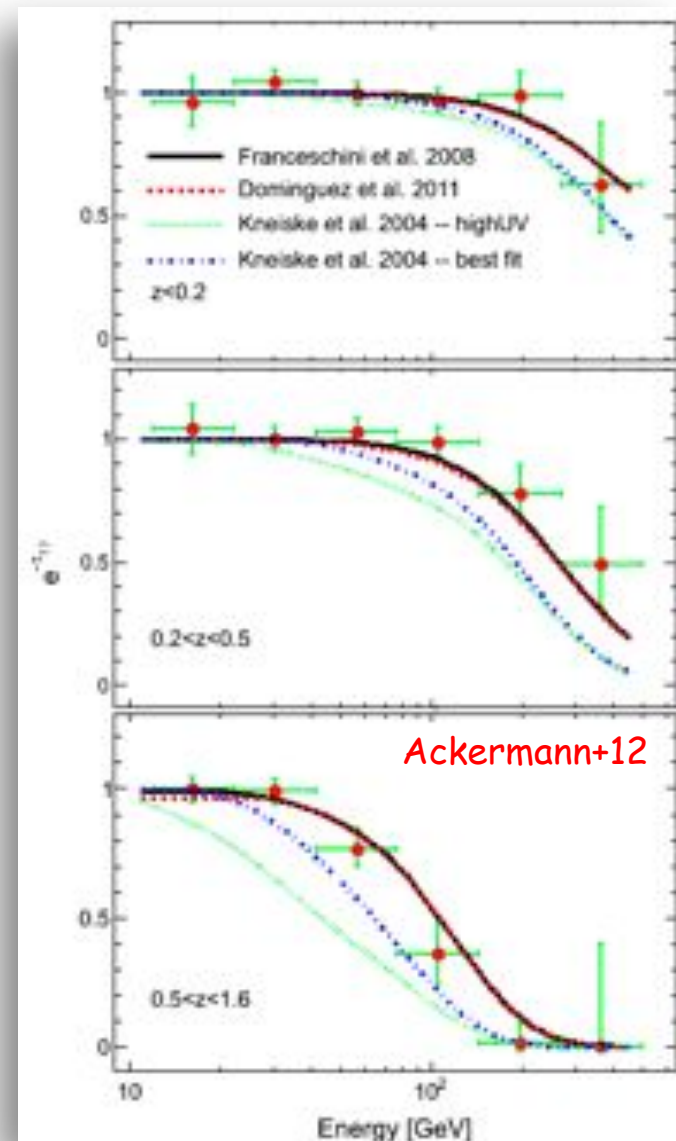 1
Franceschini et al. 2008
Dominguez et al. 2011
Kneiske et al. 2004 -- highUV
0.5
Kneiske et al. 2004 -- best fit
z<0.2
0
1
0.5
0.2<z<0.5
0
Ackermann+12
1
0.5
0.5<z<1.6
0
10
10²
Energy [GeV]